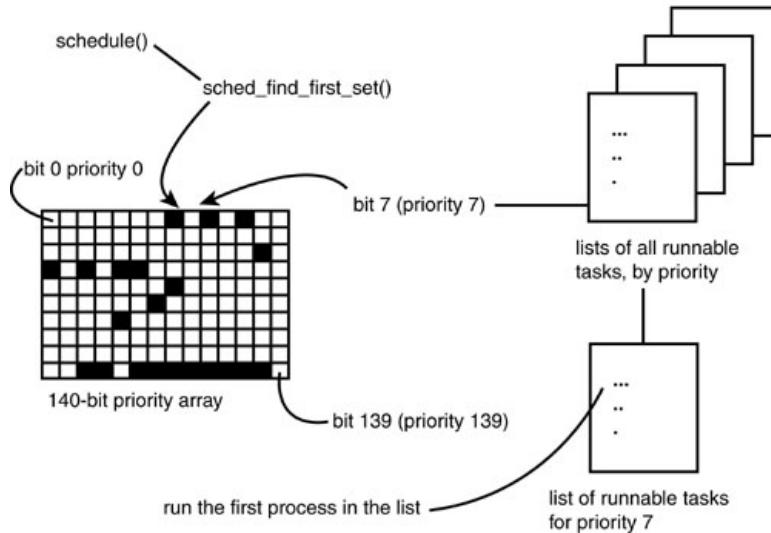 schedule()
sched_find_first_set()
bit 0 priority 0
bit 7 (priority 7)
...
..
.
lists of all runnable
tasks, by priority
140-bit priority array
bit 139 (priority 139)
...
..
.
run the first process in the list
list of runnable tasks
for priority 7